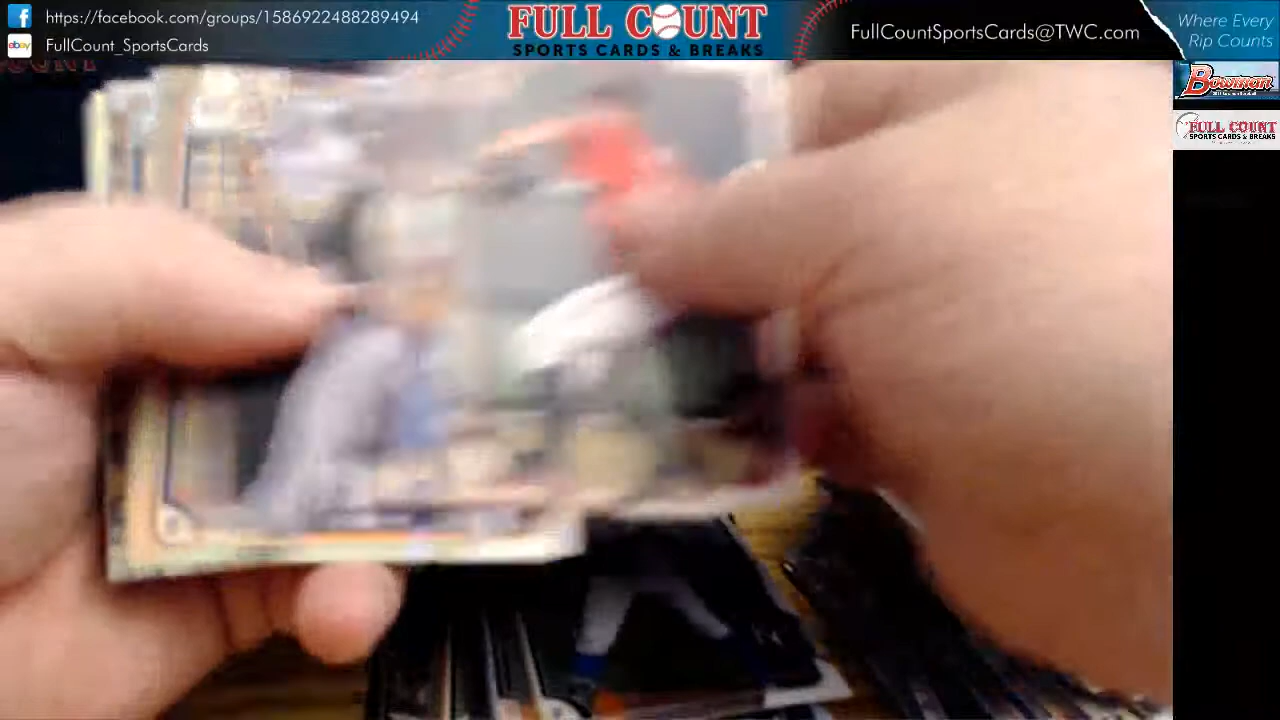 https://facebook.com/groups/1586922488289494
ebay
FullCount_SportsCards
FULL COUNT
SPORTS CARDS & BREAKS
FullCountSportsCards@TWC.com
Where Every
Rip Counts
Bowman
FULL COUNT
SPORTS CARDS & BREAKS